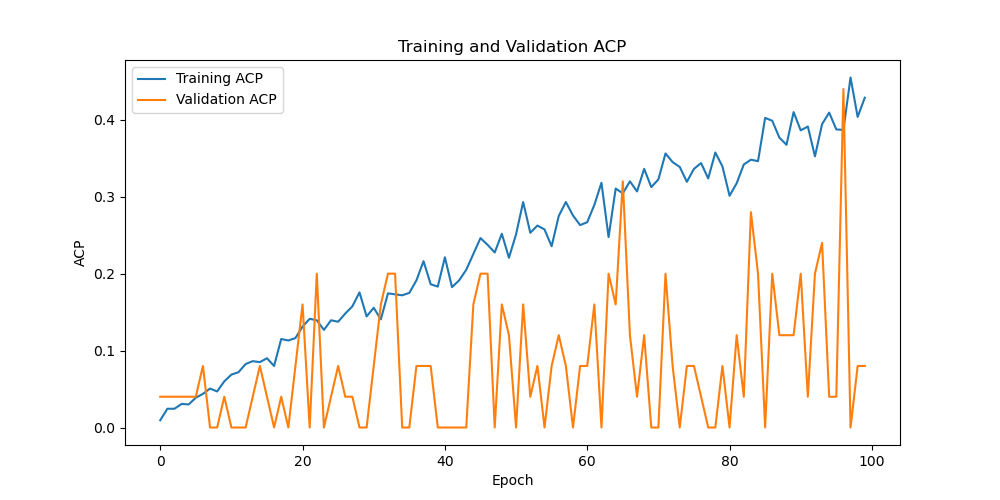 Training and Validation ACP
Training ACP
Validation ACP
ACP
0.4
0.3
0.2
0.1
0.0
0 20 40 60 80 100
Epoch